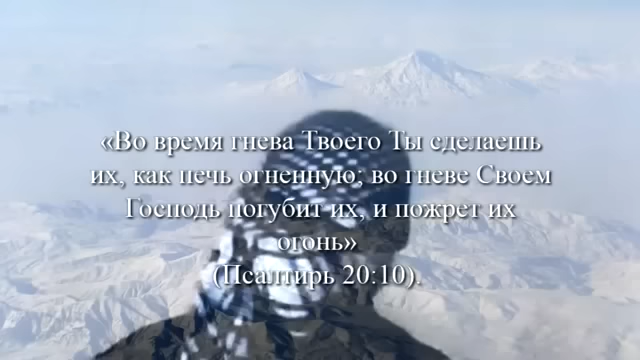 «Во время гнева Твоего Ты сделаешь
их, как печь огненную; во гневе Своем
Господь погубит их, и пожрет их
огонь»
(Псалтирь 20:10).